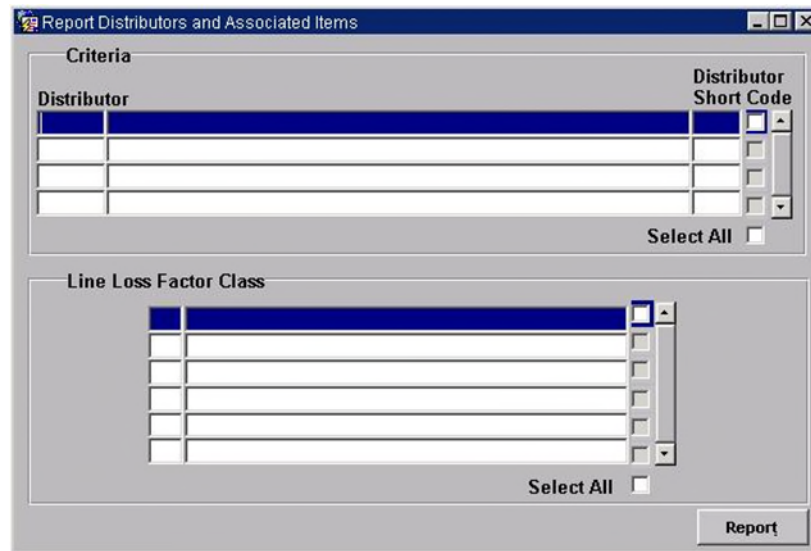 Report Distributors and Associated Items
Criteria
Distributor
Distributor
Short Code
Select All
Line Loss Factor Class
Select All
Report